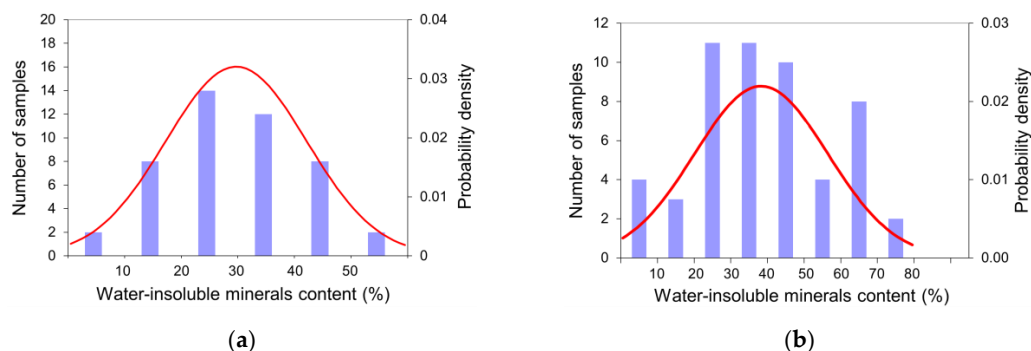 20
18
16
14
12
10
8
6
4
2
0
Number of samples
0.04
0.03
0.02
0.01
0
Probability density
10 20 30 40 50
Water-insoluble minerals content (%)
(a)
12
10
8
6
4
2
0
Number of samples
0.03
0.02
0.01
0.00
Probability density
10 20 30 40 50 60 70 80
Water-insoluble minerals content (%)
(b)